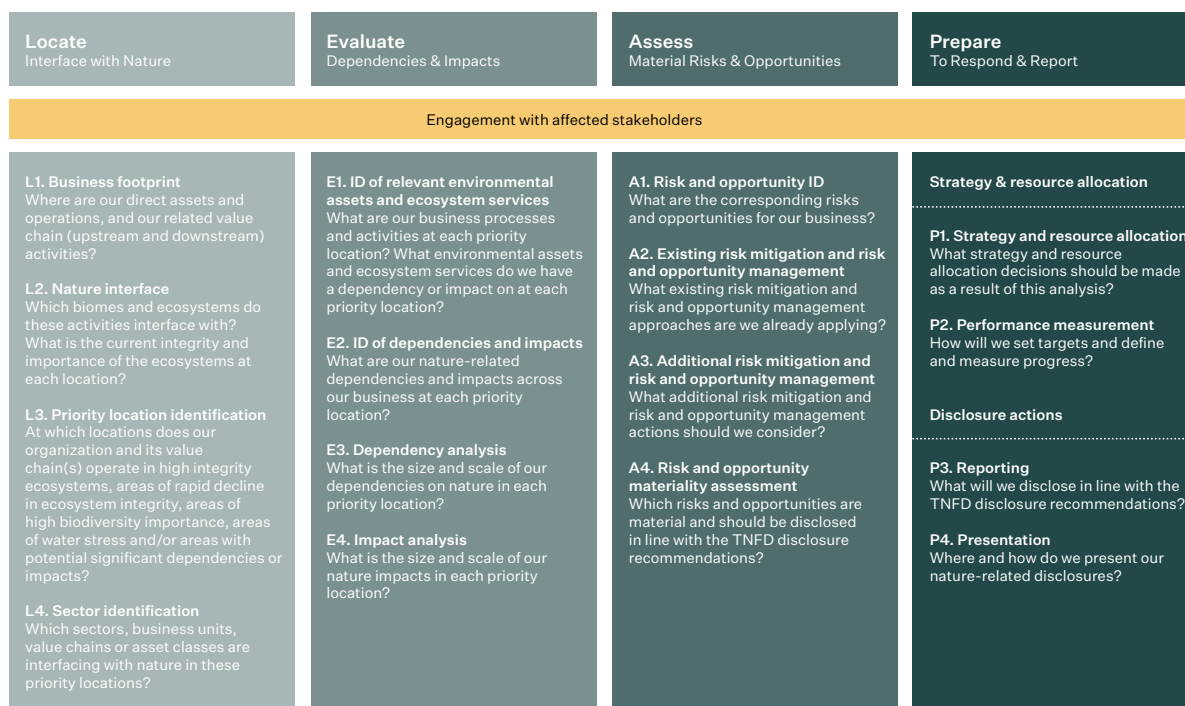 Locate
Interface with Nature
Evaluate
Dependencies & Impacts
Assess
Material Risks & Opportunities
Prepare
To Respond & Report
Engagement with affected stakeholders
L1. Business footprint
Where are our direct assets and
operations, and our related value
chain (upstream and downstream)
activities?
L2. Nature interface
Which biomes and ecosystems do
these activities interface with?
What is the current integrity and
importance of the ecosystems at
each location?
L3. Priority location identification
At which locations does our
organization and its value
chain(s) operate in high integrity
ecosystems, areas of rapid decline
in ecosystem integrity, areas of
high biodiversity importance, areas
of water stress and/or areas with
potential significant dependencies or
impacts?
L4. Sector identification
Which sectors, business units,
value chains or asset classes are
interfacing with nature in these
priority locations?
E1. ID of relevant environmental
assets and ecosystem services
What are our business processes
and activities at each priority
location? What environmental assets
and ecosystem services do we have
a dependency or impact on at each
priority location?
E2. ID of dependencies and impacts
What are our nature-related
dependencies and impacts across
our business at each priority
location?
E3. Dependency analysis
What is the size and scale of our
dependencies on nature in each
priority location?
E4. Impact analysis
What is the size and scale of our
nature impacts in each priority
location?
A1. Risk and opportunity ID
What are the corresponding risks
and opportunities for our business?
A2. Existing risk mitigation and risk
and opportunity management
What existing risk mitigation and
risk and opportunity management
approaches are we already applying?
A3. Additional risk mitigation and
risk and opportunity management
What additional risk mitigation and
risk and opportunity management
actions should we consider?
A4. Risk and opportunity
materiality assessment
Which risks and opportunities are
material and should be disclosed
in line with the TNFD disclosure
recommendations?
Strategy & resource allocation
P1. Strategy and resource allocation
What strategy and resource
allocation decisions should be made
as a result of this analysis?
P2. Performance measurement
How will we set targets and define
and measure progress?
Disclosure actions
P3. Reporting
What will we disclose in line with the
TNFD disclosure recommendations?
P4. Presentation
Where and how do we present our
nature-related disclosures?